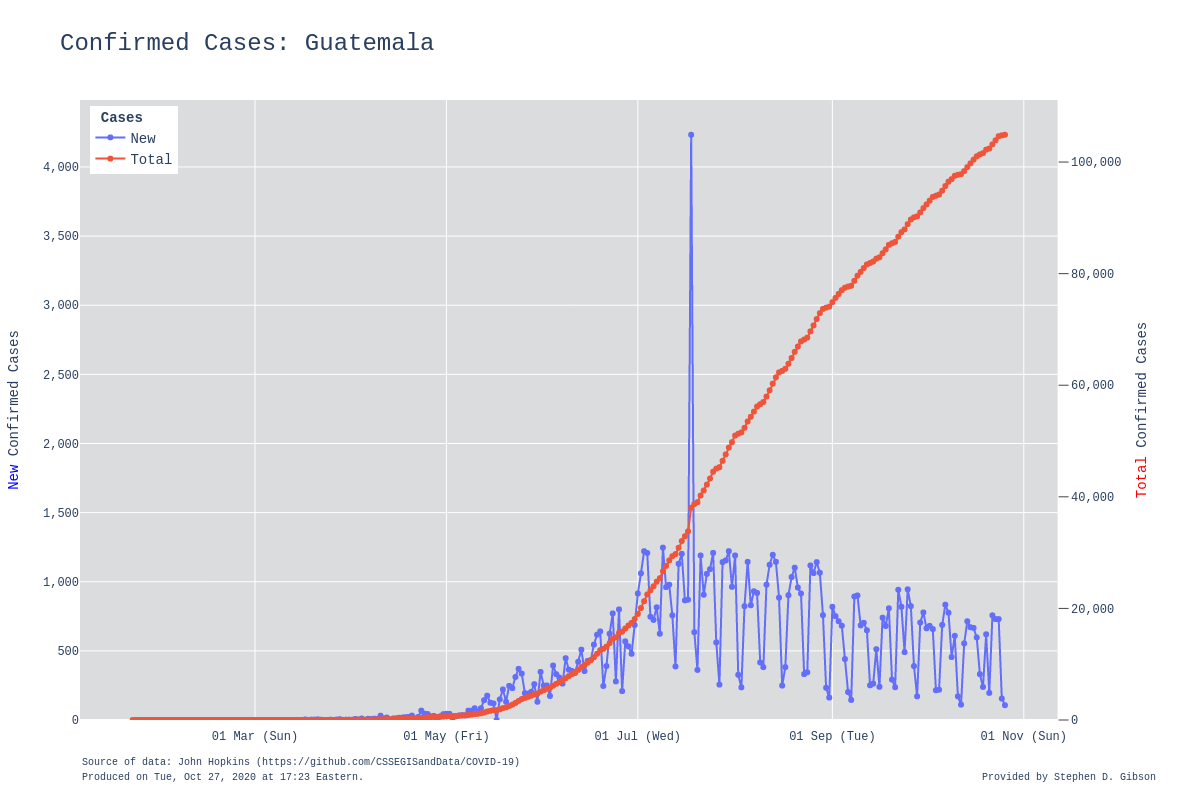 Confirmed Cases: Guatemala
Cases
New
Total
4,000
3,500
3,000
2,500
2,000
1,500
1,000
500
0
New Confirmed Cases
100,000
80,000
60,000
40,000
20,000
0
Total Confirmed Cases
01 Mar (Sun)
01 May (Fri)
01 Jul (Wed)
01 Sep (Tue)
01 Nov (Sun)
Source of data: John Hopkins (https://github.com/CSSEGISandData/COVID-19)
Produced on Tue, Oct 27, 2020 at 17:23 Eastern.
Provided by Stephen D. Gibson